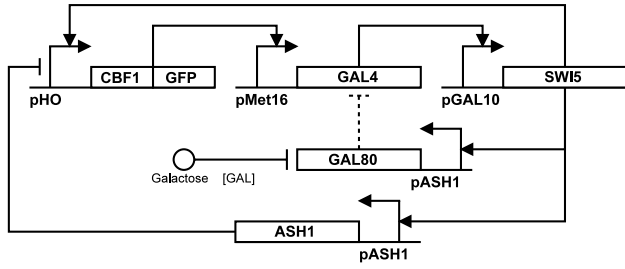 CBF1 GFP GAL4 SWI5
pHO pMet16 pGAL10
GAL80
Galactose [GAL] pASH1
ASH1
pASH1